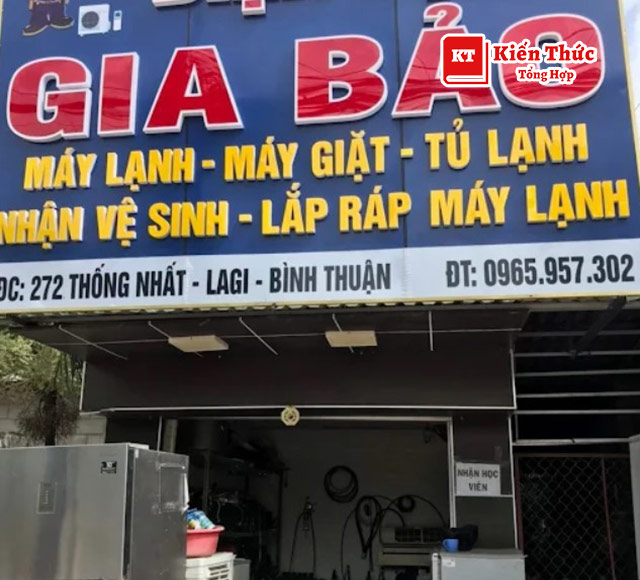 GIA BẢO
KT Kiến Thức
Tổng Hợp
MÁY LẠNH - MÁY GIẶT - TỦ LẠNH
NHẬN VỆ SINH - LẮP RÁP MÁY LẠNH
ĐC: 272 THỐNG NHẤT - LAGI - BÌNH THUẬN ĐT: 0965.957.302
NHẬN HỌC
VIÊN